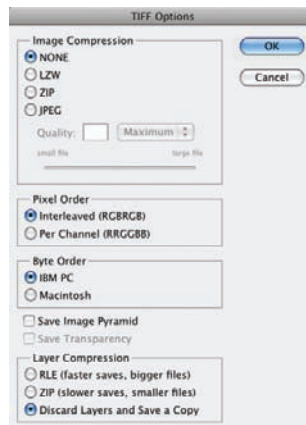 TIFF Options
Image Compression
NONE
LZW
ZIP
JPEG
Quality: Maximum
small file large file
OK
Cancel
Pixel Order
Interleaved (RGBRGB)
Per Channel (RRGGBB)
Byte Order
IBM PC
Macintosh
Save Image Pyramid
Save Transparency
Layer Compression
RLE (faster saves, bigger files)
ZIP (slower saves, smaller files)
Discard Layers and Save a Copy